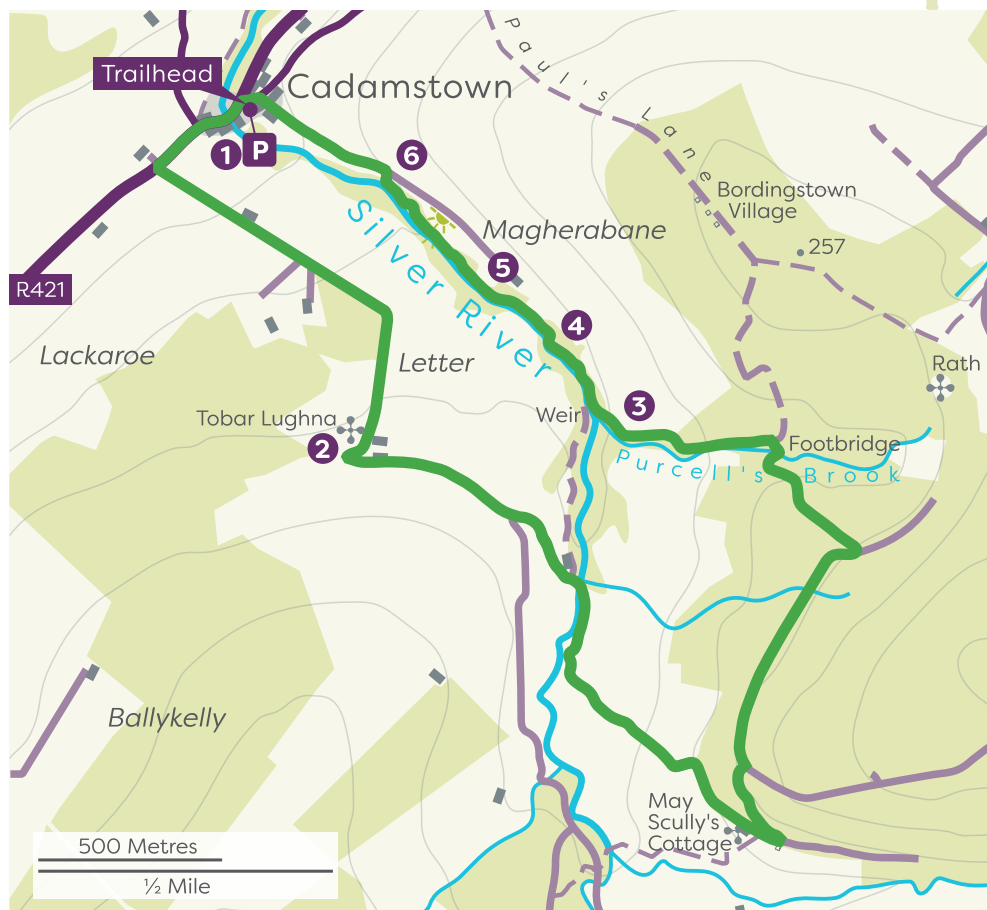 Paul's Lane
Trailhead
Cadamstown
1
P
6
Bordingstown
Village
Silver River
Magherabane
257
5
R421
4
Lackaroe
Letter
Rath
Tobar Lughna
Weir
3
2
Footbridge
Purcell's Brook
Ballykelly
May
Scully's
Cottage
500 Metres
½ Mile